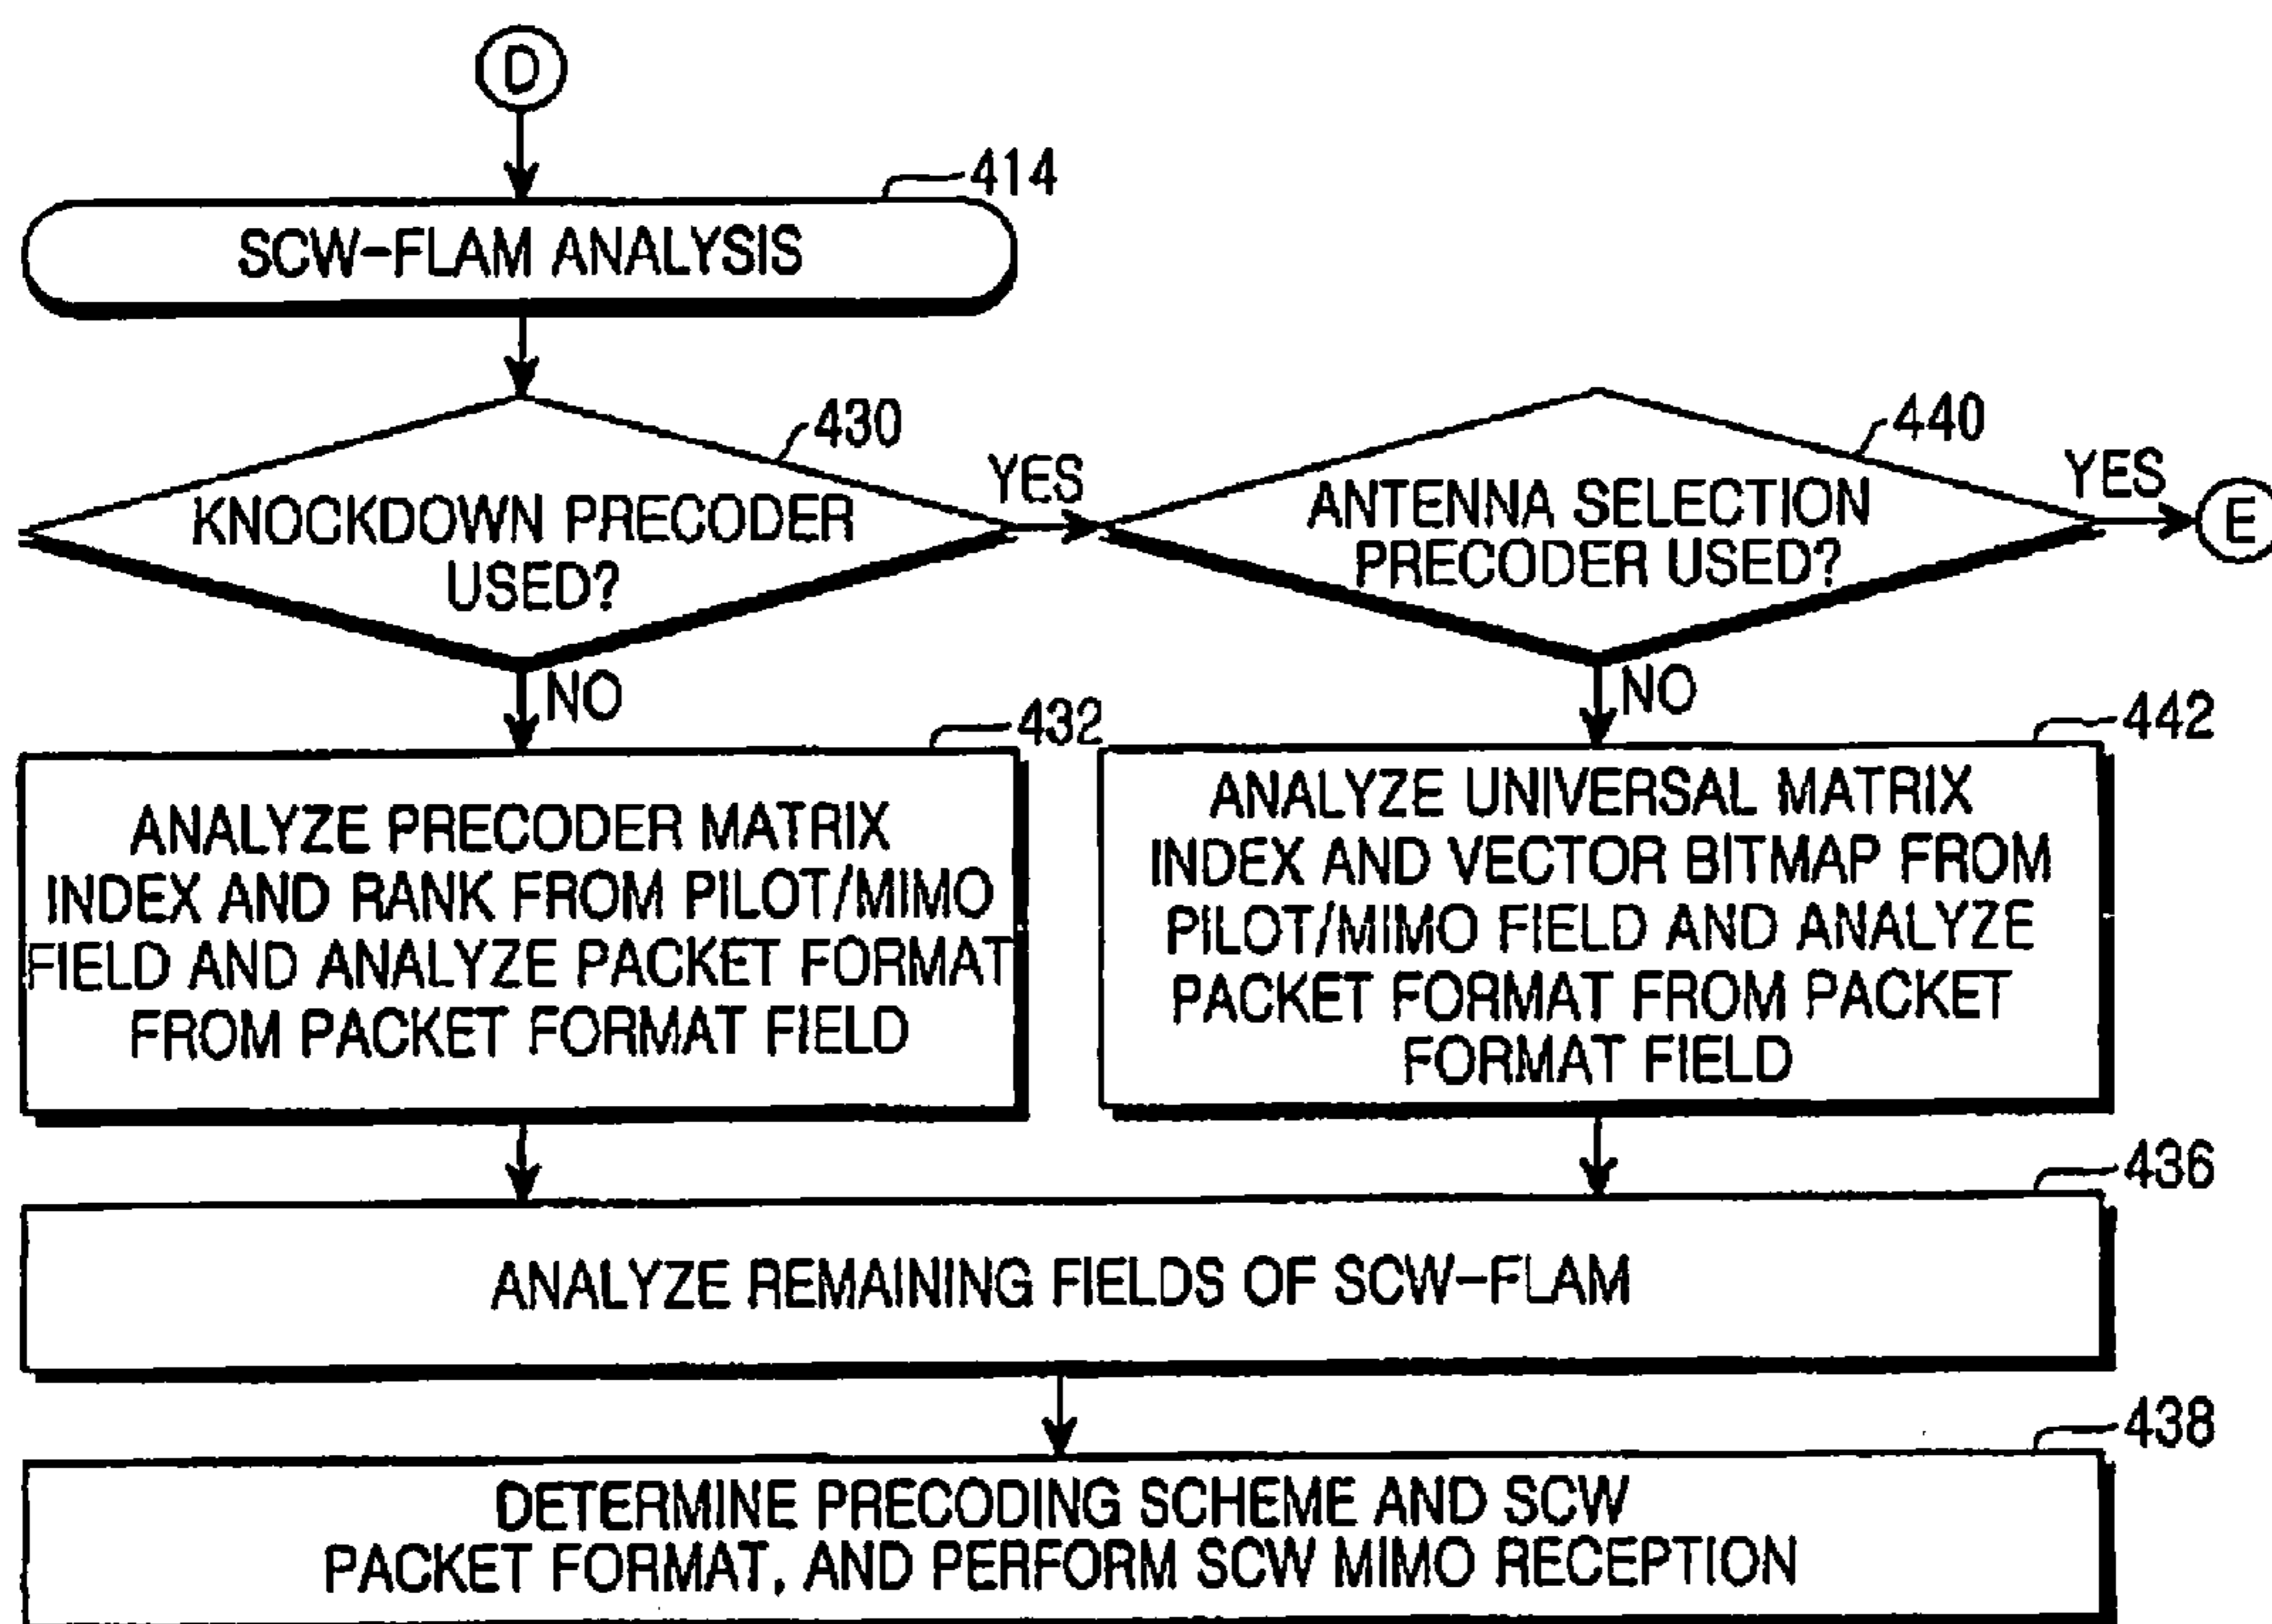 D
414
SCW-FLAM ANALYSIS
430
KNOCKDOWN PRECODER
USED?
YES
440
ANTENNA SELECTION
PRECODER USED?
YES
E
NO
NO
432
ANALYZE PRECODER MATRIX
INDEX AND RANK FROM PILOT/MIMO
FIELD AND ANALYZE PACKET FORMAT
FROM PACKET FORMAT FIELD
442
ANALYZE UNIVERSAL MATRIX
INDEX AND VECTOR BITMAP FROM
PILOT/MIMO FIELD AND ANALYZE
PACKET FORMAT FROM PACKET
FORMAT FIELD
436
ANALYZE REMAINING FIELDS OF SCW-FLAM
438
DETERMINE PRECODING SCHEME AND SCW
PACKET FORMAT, AND PERFORM SCW MIMO RECEPTION